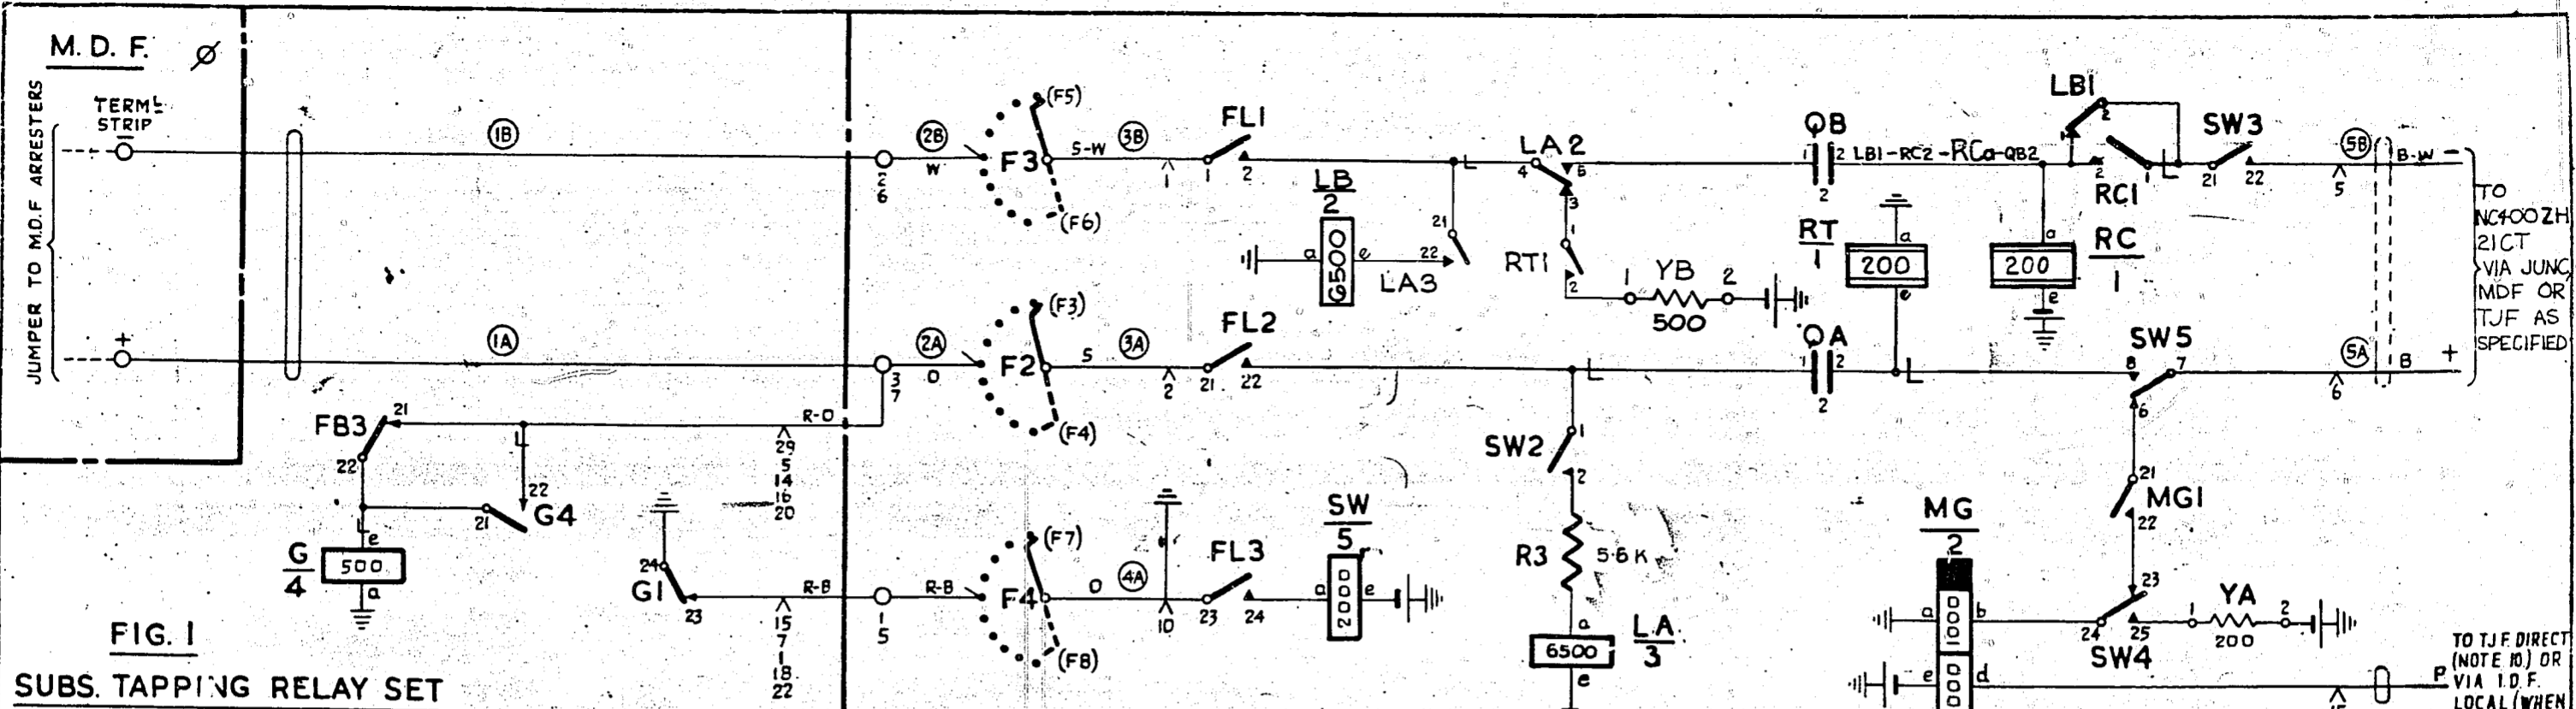 M.D.F. Ø
JUMPER TO M.D.F ARRESTERS
TERML
STRIP
−
+
1B
1A
2 6
2B
W
F3
(F5)
(F6)
S-W
3B
1
FL1
1 2
L
LB
2
6500
a e
21
22
LA3
LA2
4 5
3
RT1
1
2
1 YB 2
500
QB
1 2
2
LB1-RC2-RCa-QB2
LB1
1 2
RC1
2 1
L
SW3
21 22
5B
5
B-W −
RT
1
a
200
e
a
200
e
RC
1
TO
NC400ZH
21CT
VIA JUNC
MDF OR
TJF AS
SPECIFIED
3
7
2A
O
F2
(F3)
(F4)
S
3A
2
FL2
21 22
L
QA
1 2
2
L
SW5
8 7
6
5A
6
B +
FB3
21
22
L
22
21
G4
R-O
29
5
14
16
20
G
4
e
500
a
24
G1
23
R-B
15
7
1
18
22
1
5
R-B
F4
(F7)
(F8)
O
4A
10
FL3
23 24
SW
5
a 200 e
SW2
1
2
R3
5.6K
a
6500
e
LA
3
MG
2
a b
e d
21
MG1
22
23
24 25
SW4
1 YA 2
200
P
15
TO TJF DIRECT
(NOTE 10.) OR
VIA I.D.F.
LOCAL (WHEN
FIG. 1
SUBS. TAPPING RELAY SET